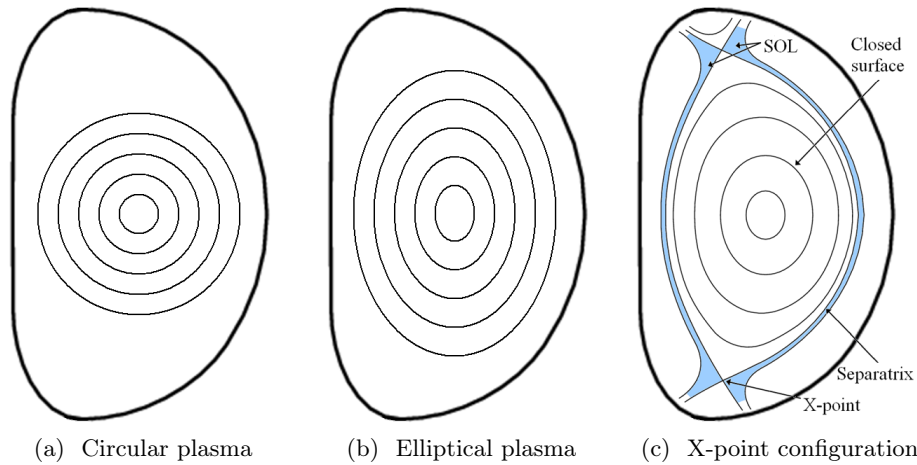 SOL
Closed
surface
Separatrix
X-point
(a) Circular plasma
(b) Elliptical plasma
(c) X-point configuration